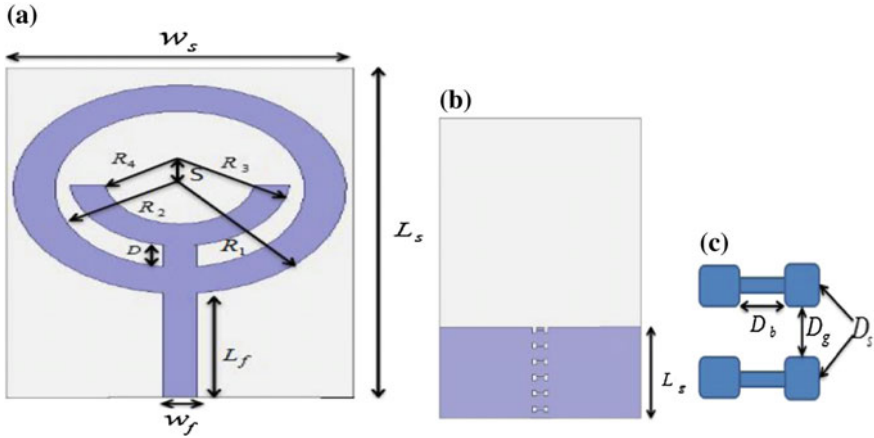 (a)
w_s
R_4
S
R_3
R_2
D
R_1
L_f
w_f
L_s
(b)
L_g
(c)
D_b
D_g
D_s